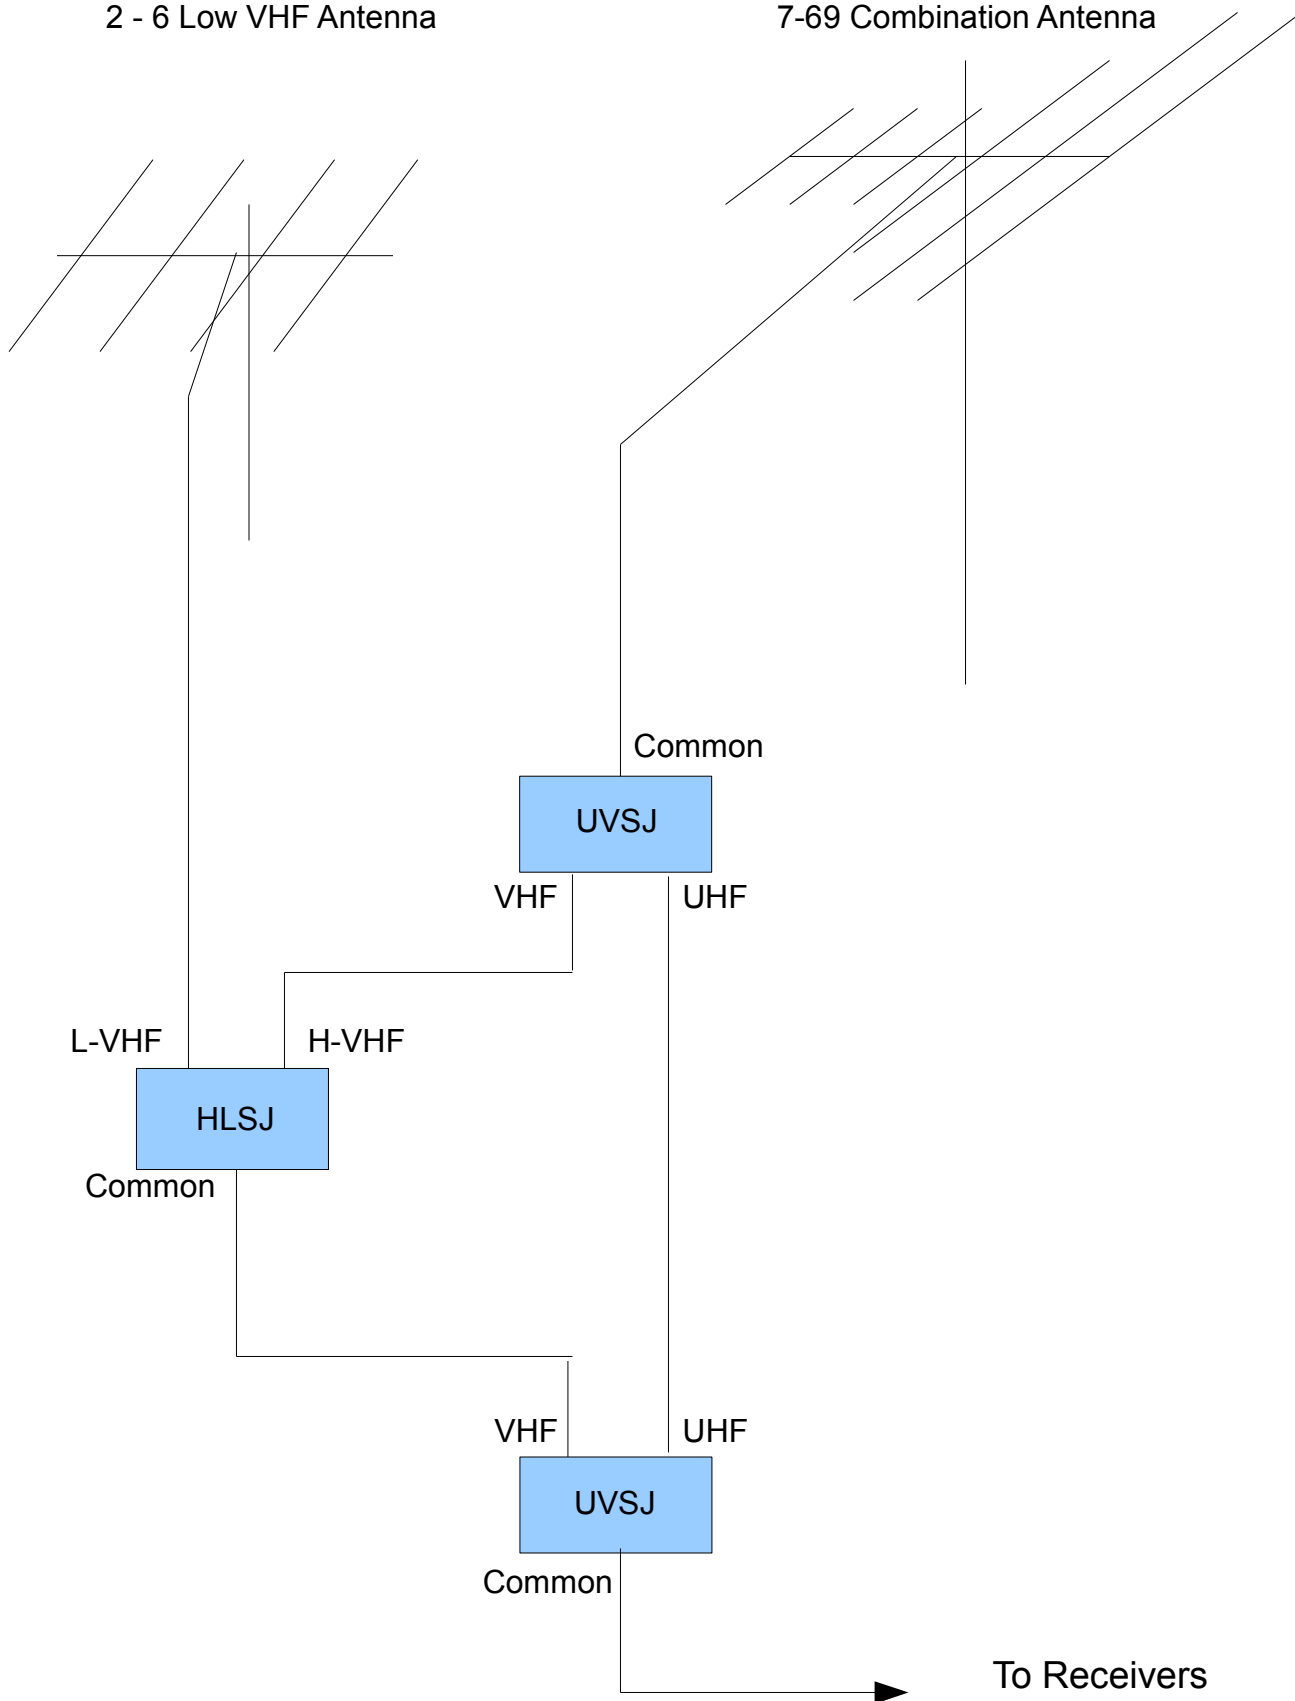 2 - 6 Low VHF Antenna
7-69 Combination Antenna
Common
UVSJ
VHF
UHF
L-VHF
H-VHF
HLSJ
Common
VHF
UHF
UVSJ
Common
To Receivers